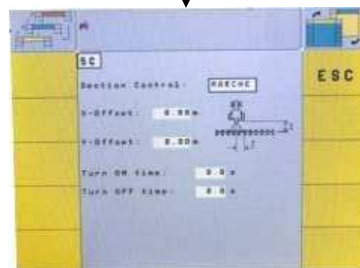 SC
ESC
Section Control: MARCHE
X-Offset: 0.00 m
Y-Offset: 0.00 m
Turn ON time: 0.0 s
Turn OFF time: 0.0 s